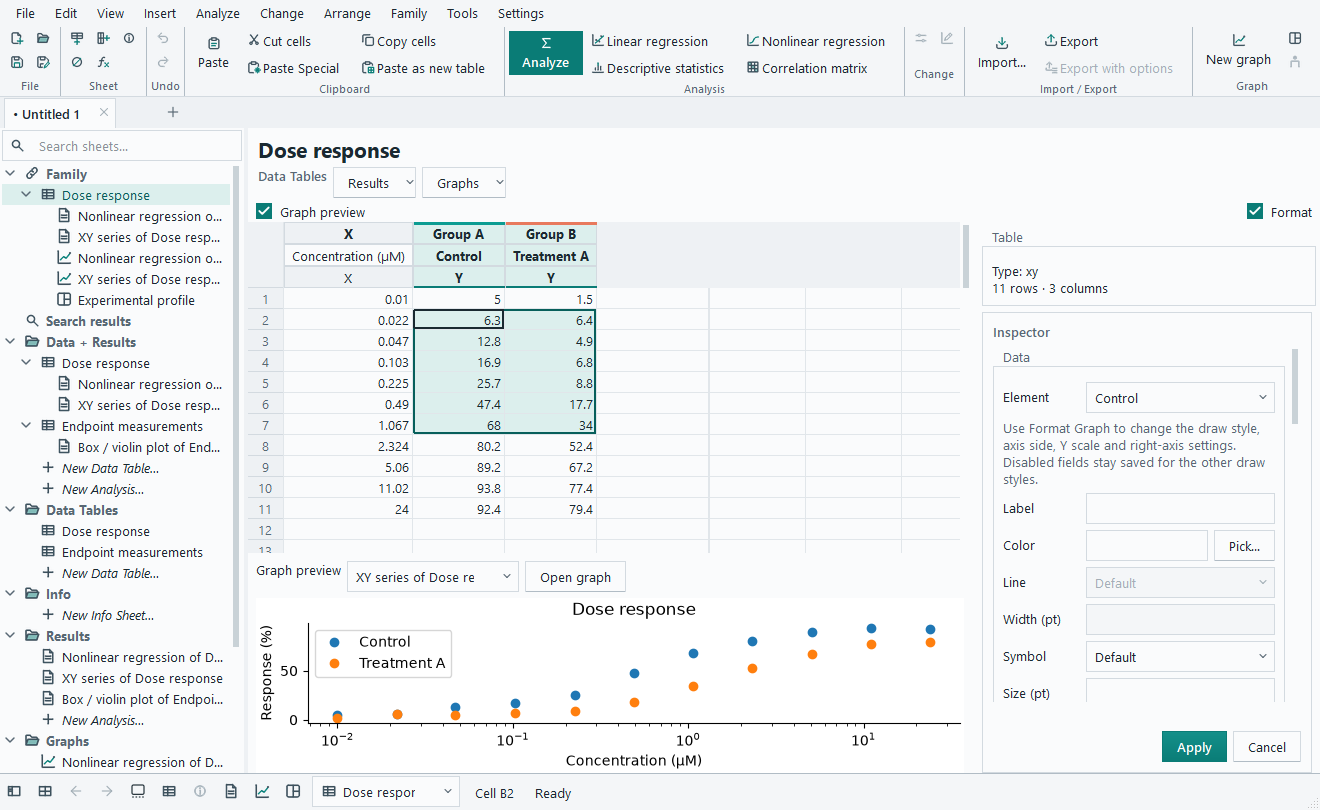 File Edit View Insert Analyze Change Arrange Family Tools Settings
Cut cells Copy cells Linear regression Nonlinear regression Export
Paste Analyze Import... New graph
Paste Special Paste as new table Descriptive statistics Correlation matrix Change Export with options
File Sheet Undo Clipboard Analysis Import / Export Graph
• Untitled 1
Search sheets...
Family
Dose response
Nonlinear regression o...
XY series of Dose resp...
Nonlinear regression o...
XY series of Dose resp...
Experimental profile
Search results
Data + Results
Dose response
Nonlinear regression o...
XY series of Dose resp...
Endpoint measurements
Box / violin plot of End...
New Data Table...
New Analysis...
Data Tables
Dose response
Endpoint measurements
New Data Table...
Info
New Info Sheet...
Results
Nonlinear regression of D...
XY series of Dose response
Box / violin plot of Endpoi...
New Analysis...
Graphs
Nonlinear regression of D...
Dose response
Data Tables Results Graphs
Graph preview
X Group A Group B
Concentration (µM) Control Treatment A
X Y Y
1 0.01 5 1.5
2 0.022 6.3 6.4
3 0.047 12.8 4.9
4 0.103 16.9 6.8
5 0.225 25.7 8.8
6 0.49 47.4 17.7
7 1.067 68 34
8 2.324 80.2 52.4
9 5.06 89.2 67.2
10 11.02 93.8 77.4
11 24 92.4 79.4
12
13
Graph preview XY series of Dose re Open graph
Dose response
Control
Treatment A
Response (%)
50
0
10⁻² 10⁻¹ 10⁰ 10¹
Concentration (µM)
Format
Table
Type: xy
11 rows · 3 columns
Inspector
Data
Element Control
Use Format Graph to change the draw style,
axis side, Y scale and right-axis settings.
Disabled fields stay saved for the other draw
styles.
Label
Color Pick...
Line Default
Width (pt)
Symbol Default
Size (pt)
Apply Cancel
Dose respor Cell B2 Ready